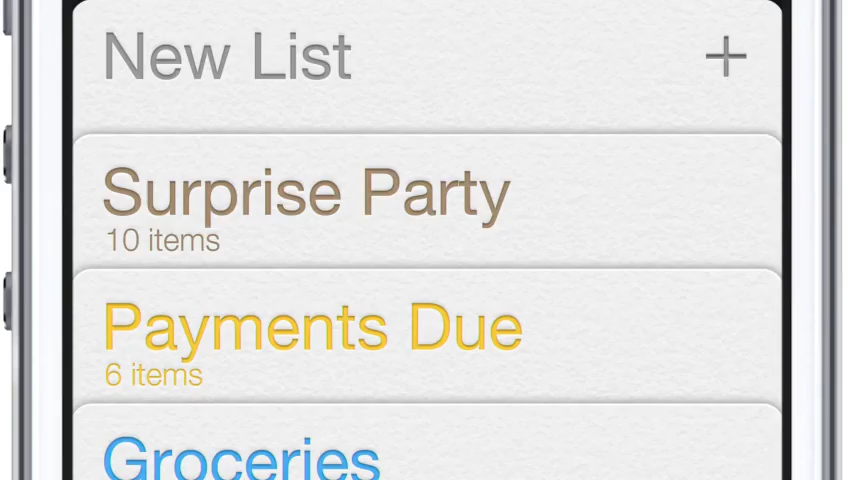 New List +
Surprise Party
10 items
Payments Due
6 items
Groceries